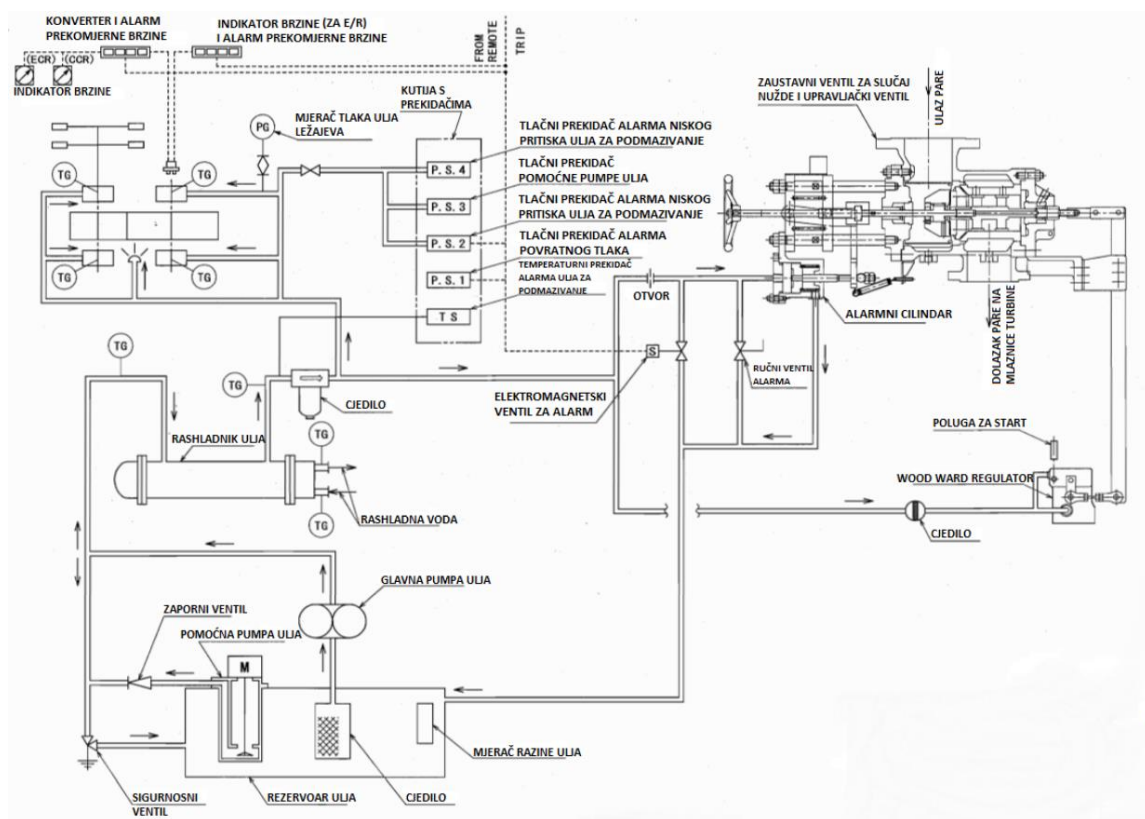 KONVERTER I ALARM
PREKOMJERNE BRZINE
INDIKATOR BRZINE (ZA E/R)
I ALARM PREKOMJERNE BRZINE
(ECR)
(CCR)
INDIKATOR BRZINE
FROM
REMOTE
TRIP
KUTIJA S
PREKIDAČIMA
PG
MJERAČ TLAKA ULJA
LEŽAJEVA
TG
TG
TG
TG
P. S. 4
P. S. 3
P. S. 2
P. S. 1
T S
TLAČNI PREKIDAČ ALARMA NISKOG
PRITISKA ULJA ZA PODMAZIVANJE
TLAČNI PREKIDAČ
POMOĆNE PUMPE ULJA
TLAČNI PREKIDAČ ALARMA NISKOG
PRITISKA ULJA ZA PODMAZIVANJE
TLAČNI PREKIDAČ ALARMA
POVRATNOG TLAKA
TEMPERATURNI PREKIDAČ
ALARMA ULJA ZA
PODMAZIVANJE
ZAUSTAVNI VENTIL ZA SLUČAJ
NUŽDE I UPRAVLJAČKI VENTIL
ULAZ PARE
OTVOR
ALARMNI CILINDAR
DOLAZAK PARE NA
MLAZNICE TURBINE
S
RUČNI VENTIL
ALARMA
ELEKTROMAGNETSKI
VENTIL ZA ALARM
TG
TG
CJEDILO
RASHLADNIK ULJA
TG
TG
RASHLADNA VODA
POLUGA ZA START
WOOD WARD REGULATOR
CJEDILO
GLAVNA PUMPA ULJA
ZAPORNI VENTIL
POMOĆNA PUMPA ULJA
M
MJERAČ RAZINE ULJA
SIGURNOSNI
VENTIL
REZERVOAR ULJA
CJEDILO